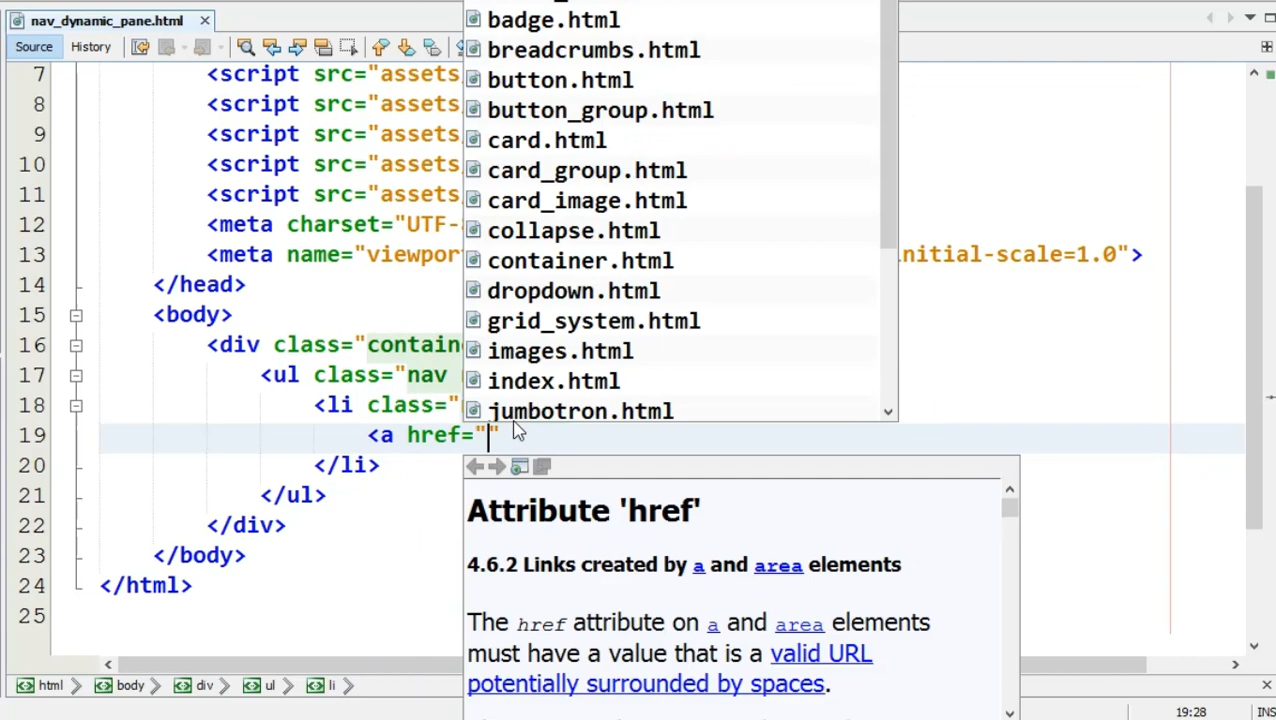 nav_dynamic_pane.html
badge.html
breadcrumbs.html
button.html
button_group.html
card.html
card_group.html
card_image.html
collapse.html
container.html
dropdown.html
grid_system.html
images.html
index.html
jumbotron.html
Source History
7 <script src="assets
8 <script src="assets
9 <script src="assets
10 <script src="assets
11 <script src="assets
12 <meta charset="UTF-
13 <meta name="viewport nitial-scale=1.0">
14 </head>
15 <body>
16 <div class="contain
17 <ul class="nav
18 <li class="
19 <a href=""
20 </li>
21 </ul>
22 </div>
23 </body>
24 </html>
25
Attribute 'href'
4.6.2 Links created by a and area elements
The href attribute on a and area elements
must have a value that is a valid URL
potentially surrounded by spaces.
html body div ul li
19:28 INS